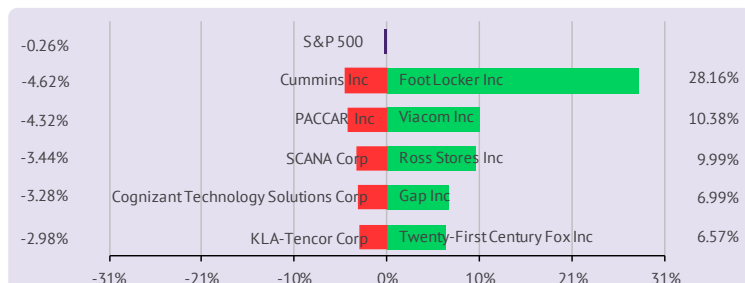 -0.26% S&P 500
-4.62% Cummins Inc Foot Locker Inc 28.16%
-4.32% PACCAR Inc Viacom Inc 10.38%
-3.44% SCANA Corp Ross Stores Inc 9.99%
-3.28% Cognizant Technology Solutions Corp Gap Inc 6.99%
-2.98% KLA-Tencor Corp Twenty-First Century Fox Inc 6.57%
-31% -21% -10% 0% 10% 21% 31%